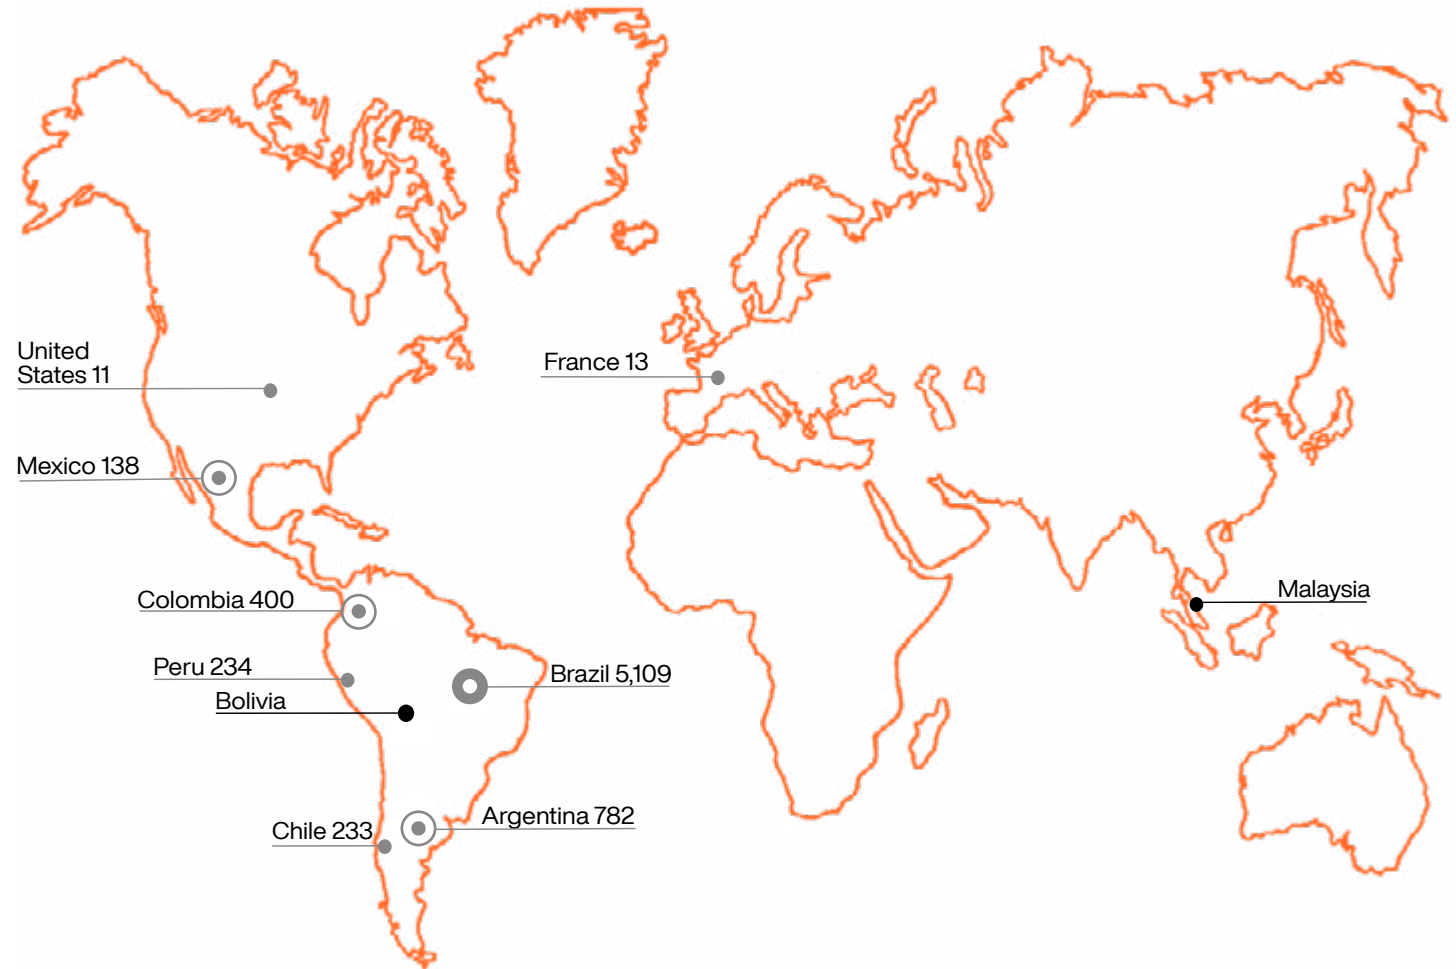 United
States 11
France 13
Mexico 138
Malaysia
Colombia 400
Peru 234
Brazil 5,109
Bolivia
Argentina 782
Chile 233